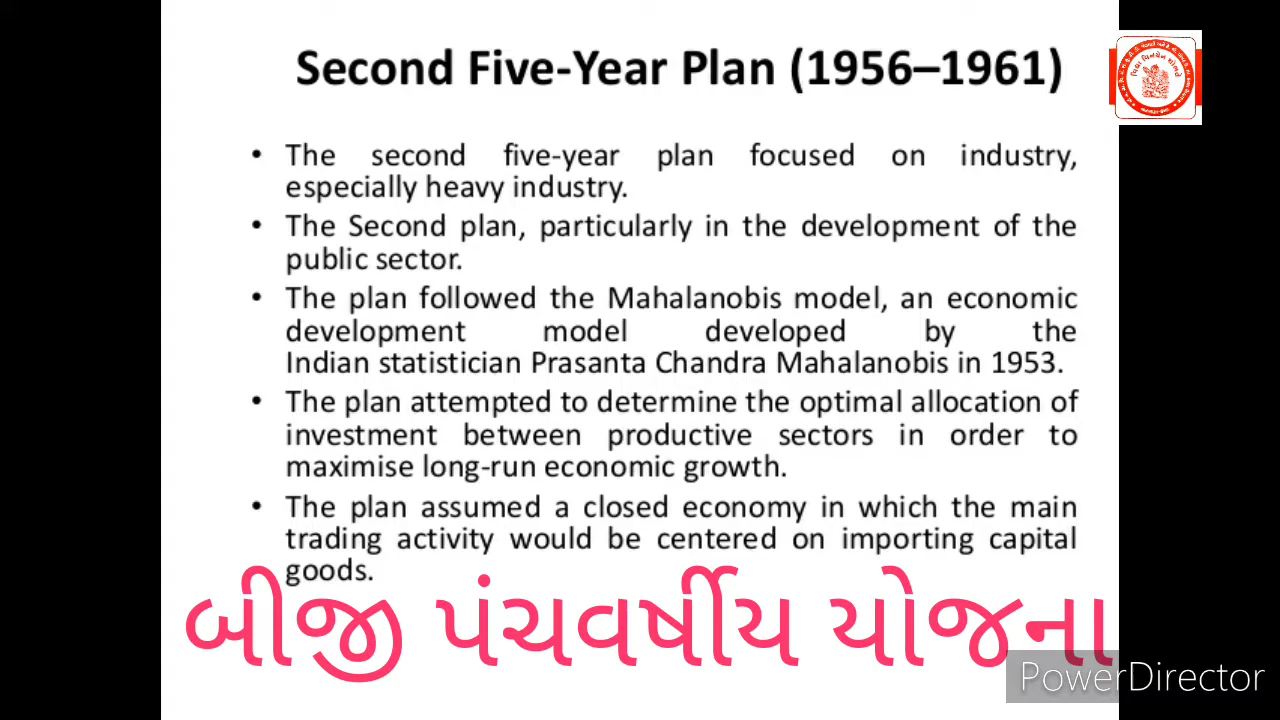 Second Five-Year Plan (1956–1961)
• The second five-year plan focused on industry,
especially heavy industry.
• The Second plan, particularly in the development of the
public sector.
• The plan followed the Mahalanobis model, an economic
development model developed by the
Indian statistician Prasanta Chandra Mahalanobis in 1953.
• The plan attempted to determine the optimal allocation of
investment between productive sectors in order to
maximise long-run economic growth.
• The plan assumed a closed economy in which the main
trading activity would be centered on importing capital
goods.
બીજી પંચવર્ષીય યોજના
PowerDirector